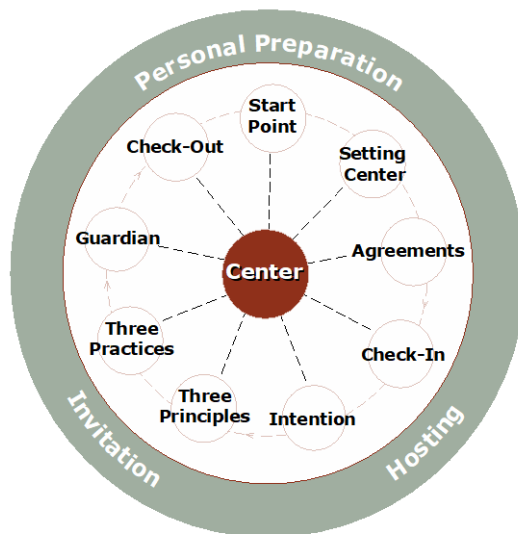 Personal Preparation
Start
Point
Setting
Center
Agreements
Check-In
Intention
Three
Principles
Three
Practices
Guardian
Check-Out
Center
Hosting
Invitation